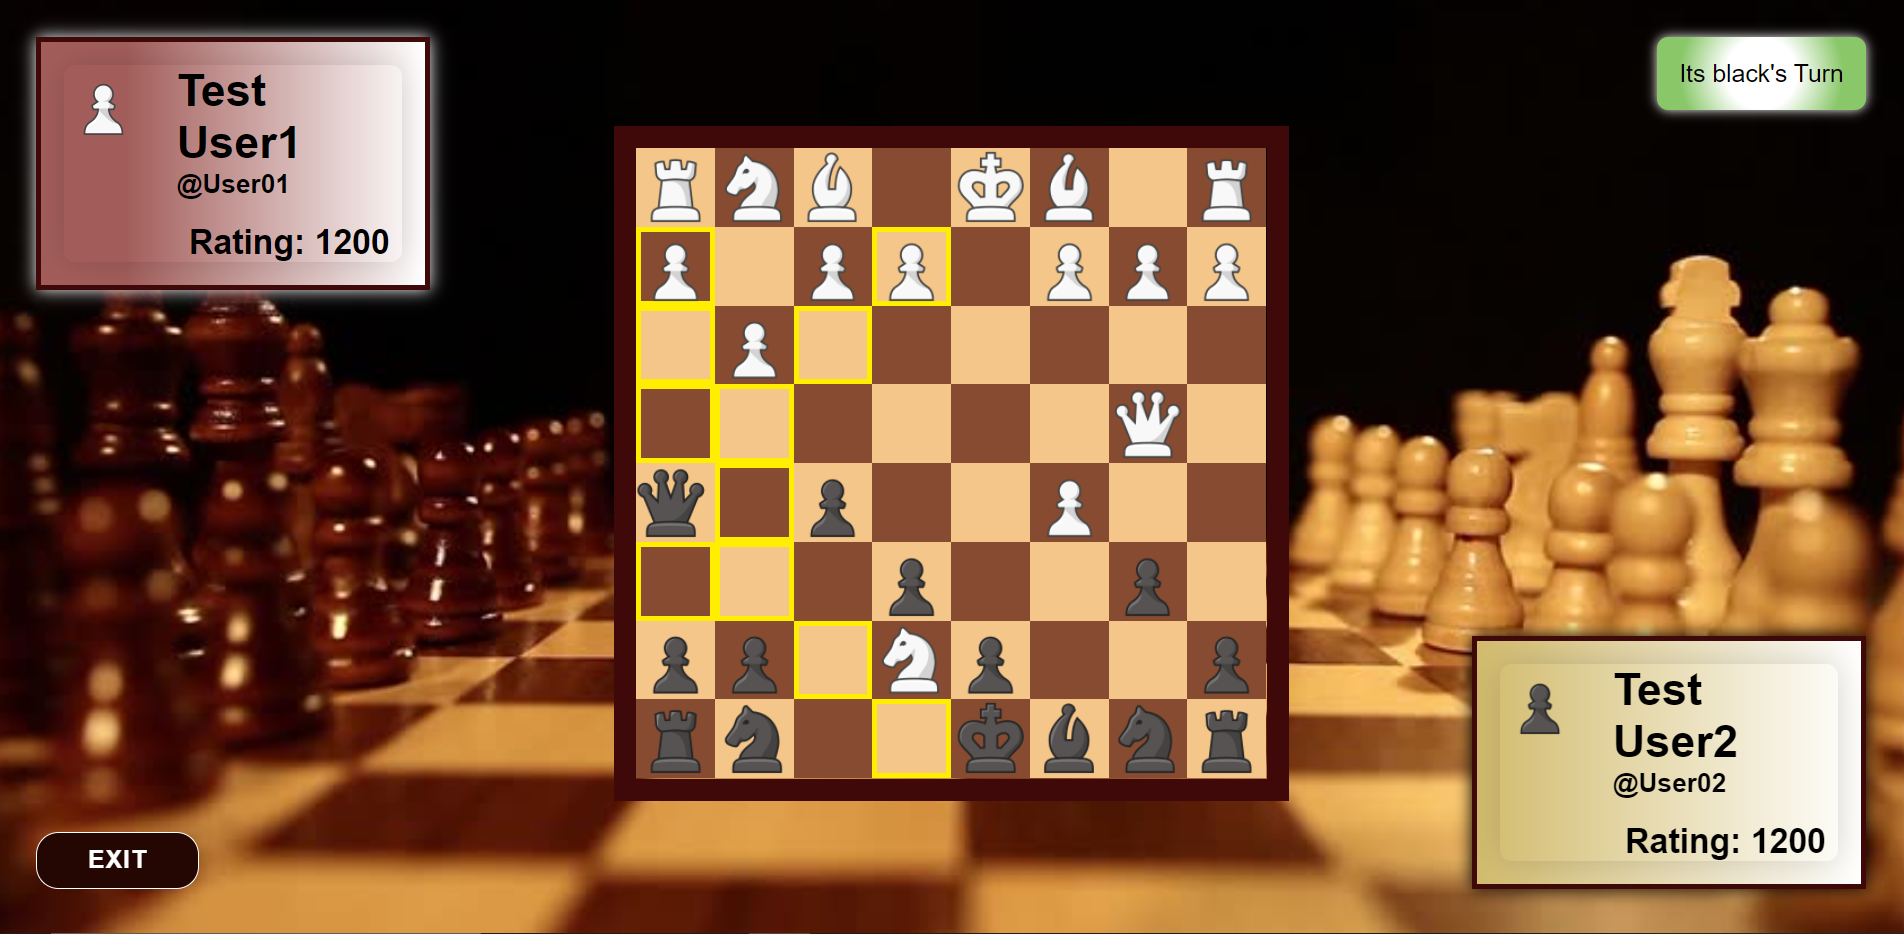 Test
User1
@User01
Rating: 1200
Its black's Turn
Test
User2
@User02
Rating: 1200
EXIT